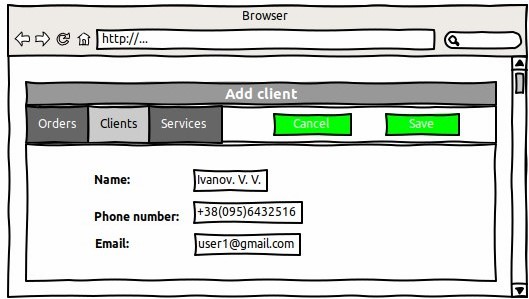 Browser
http://...
Add client
Orders Clients Services Cancel Save
Name: Ivanov. V. V.
Phone number: +38(095)6432516
Email: user1@gmail.com